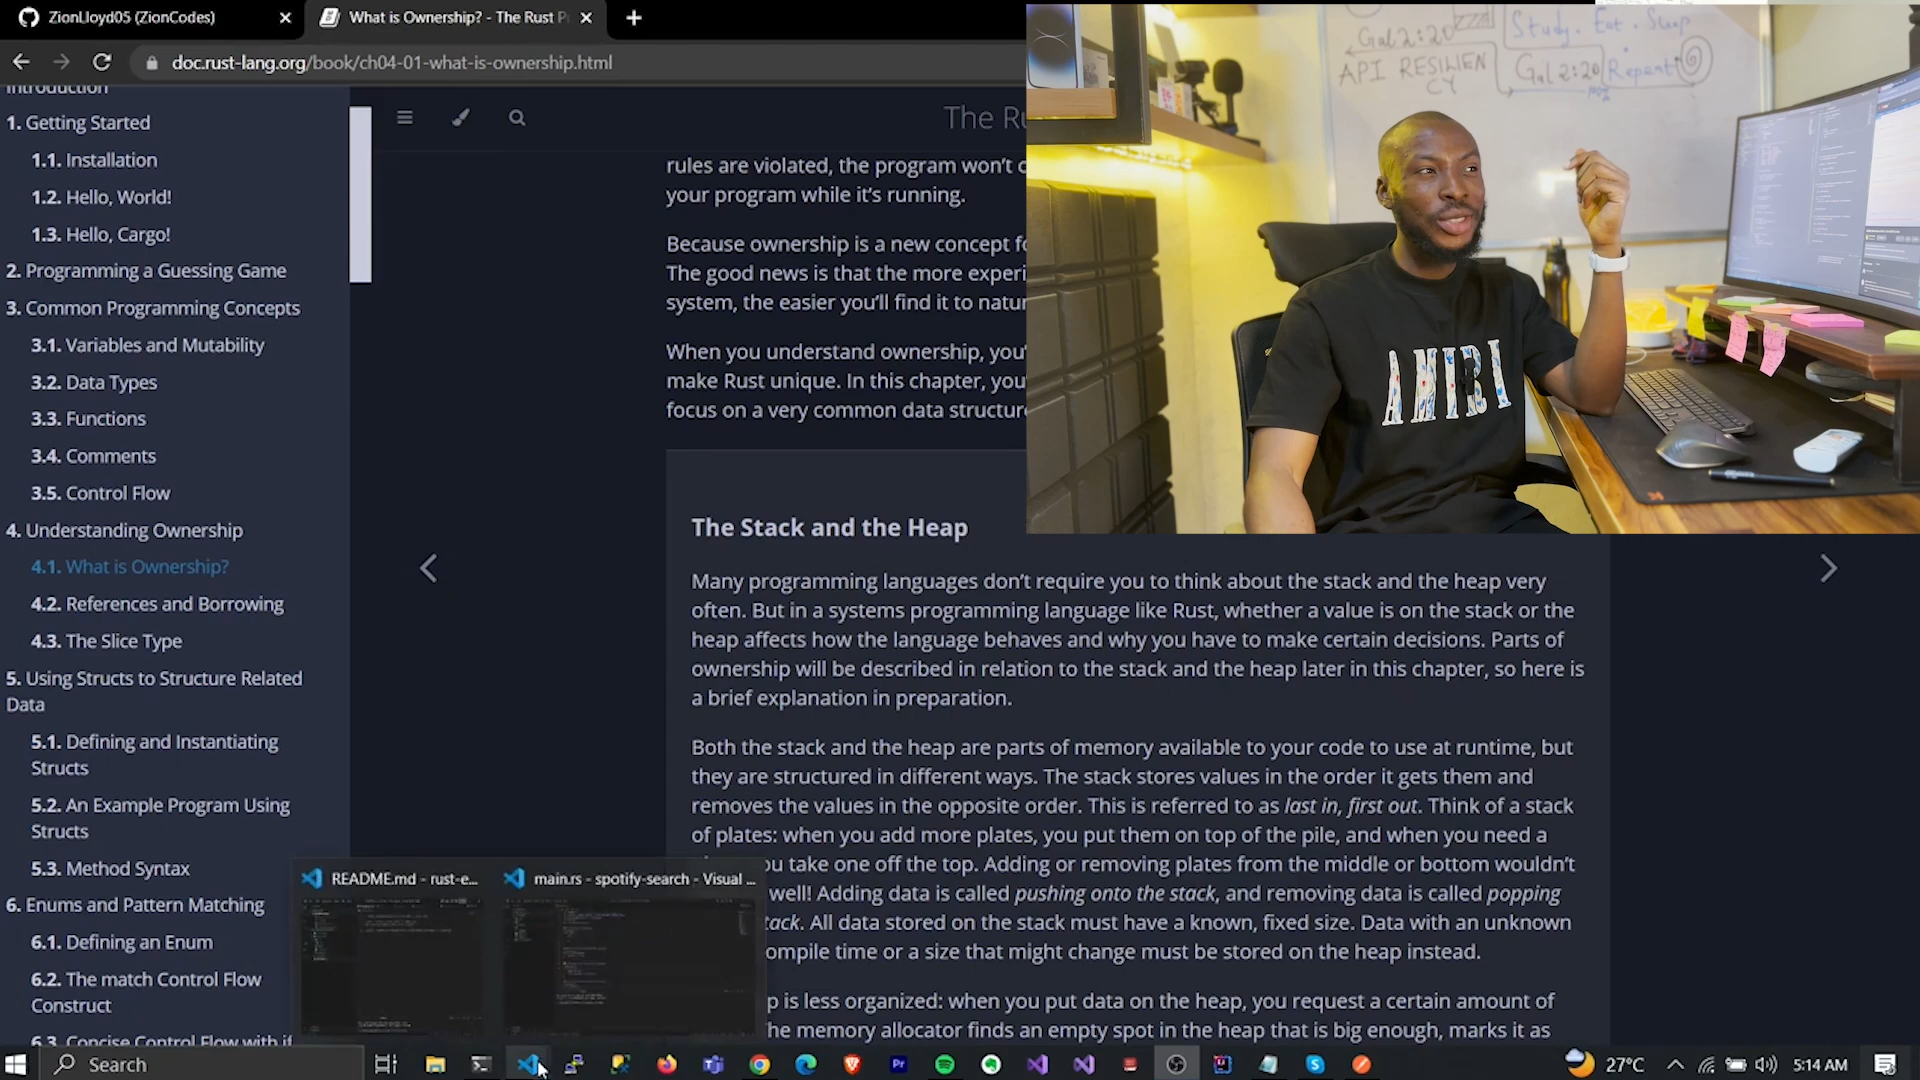 ZionLloyd05 (ZionCodes)
What is Ownership? - The Rust P
doc.rust-lang.org/book/ch04-01-what-is-ownership.html
Introduction
1. Getting Started
1.1. Installation
1.2. Hello, World!
1.3. Hello, Cargo!
2. Programming a Guessing Game
3. Common Programming Concepts
3.1. Variables and Mutability
3.2. Data Types
3.3. Functions
3.4. Comments
3.5. Control Flow
4. Understanding Ownership
4.1. What is Ownership?
4.2. References and Borrowing
4.3. The Slice Type
5. Using Structs to Structure Related
Data
5.1. Defining and Instantiating
Structs
5.2. An Example Program Using
Structs
5.3. Method Syntax
6. Enums and Pattern Matching
6.1. Defining an Enum
6.2. The match Control Flow
Construct
6.3. Concise Control Flow with if
The Ru
rules are violated, the program won't c
your program while it's running.
Because ownership is a new concept fo
The good news is that the more experi
system, the easier you'll find it to natur
When you understand ownership, you'
make Rust unique. In this chapter, you
focus on a very common data structure
The Stack and the Heap
Many programming languages don't require you to think about the stack and the heap very
often. But in a systems programming language like Rust, whether a value is on the stack or the
heap affects how the language behaves and why you have to make certain decisions. Parts of
ownership will be described in relation to the stack and the heap later in this chapter, so here is
a brief explanation in preparation.
Both the stack and the heap are parts of memory available to your code to use at runtime, but
they are structured in different ways. The stack stores values in the order it gets them and
removes the values in the opposite order. This is referred to as last in, first out. Think of a stack
of plates: when you add more plates, you put them on top of the pile, and when you need a
ou take one off the top. Adding or removing plates from the middle or bottom wouldn't
well! Adding data is called pushing onto the stack, and removing data is called popping
tack. All data stored on the stack must have a known, fixed size. Data with an unknown
ompile time or a size that might change must be stored on the heap instead.
p is less organized: when you put data on the heap, you request a certain amount of
he memory allocator finds an empty spot in the heap that is big enough, marks it as
Gal 2:20
API RESILIEN
CY
Study. Eat. Sleep
Gal 2:20
Repeat
AMIRI
README.md - rust-e...
main.rs - spotify-search - Visual ...
Search
Pr
27°C
5:14 AM